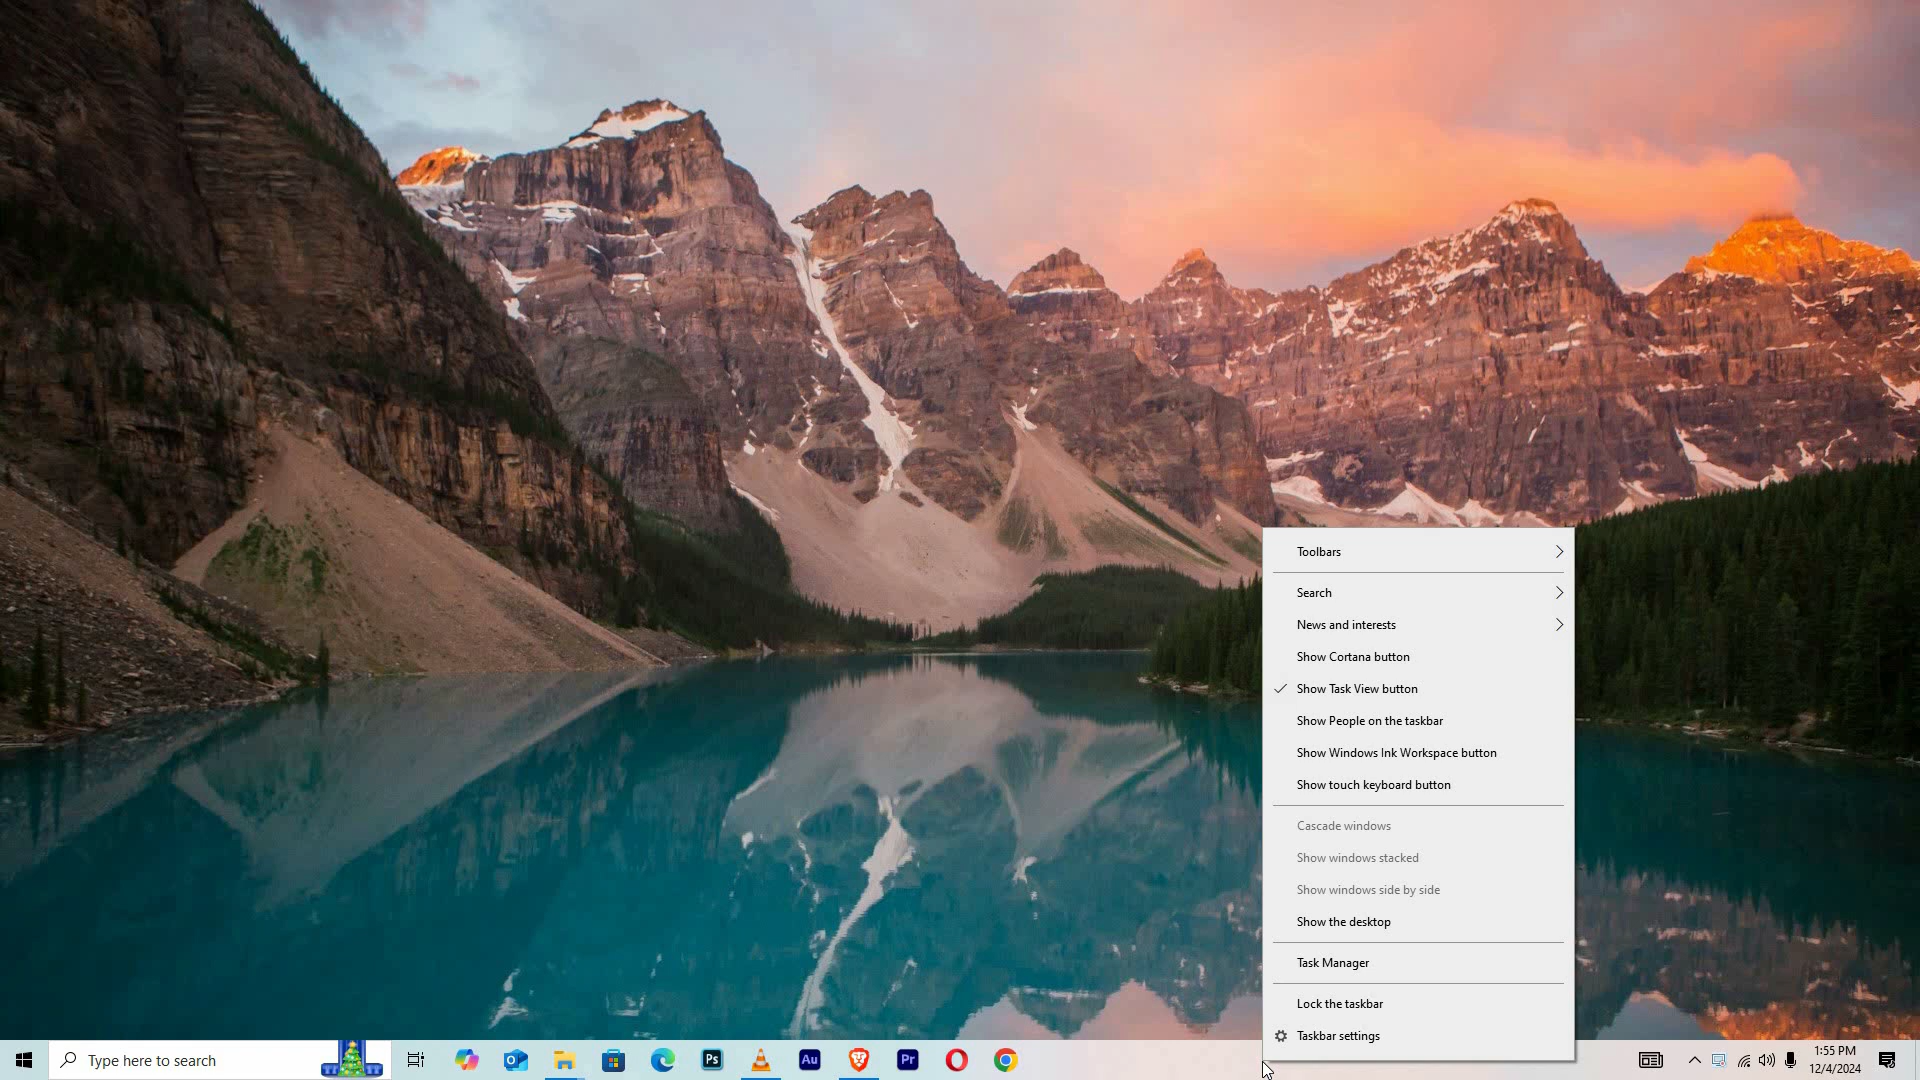 Toolbars
Search
News and interests
Show Cortana button
Show Task View button
Show People on the taskbar
Show Windows Ink Workspace button
Show touch keyboard button
Cascade windows
Show windows stacked
Show windows side by side
Show the desktop
Task Manager
Lock the taskbar
Taskbar settings
Type here to search
Ps
Au
Pr
1:55 PM
12/4/2024